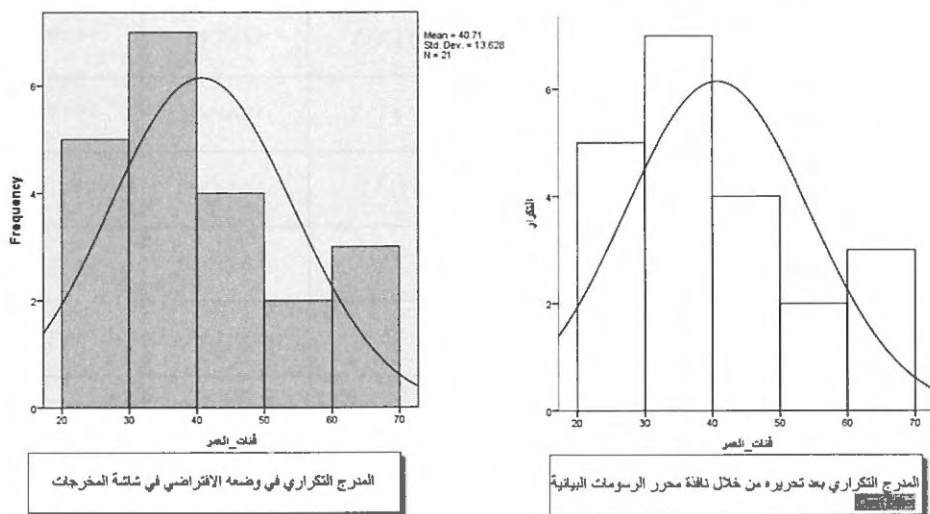 Mean = 40.71
Std. Dev. = 13.628
N = 21
Frequency
6
4
2
0
20 30 40 50 60 70
فئات_العمر
المدرج التكراري في وضعه الافتراضي في شاشة المخرجات
التكرار
6
4
2
0
20 30 40 50 60 70
فئات_العمر
المدرج التكراري بعد تحريره من خلال نافذة محرر الرسومات البيانية